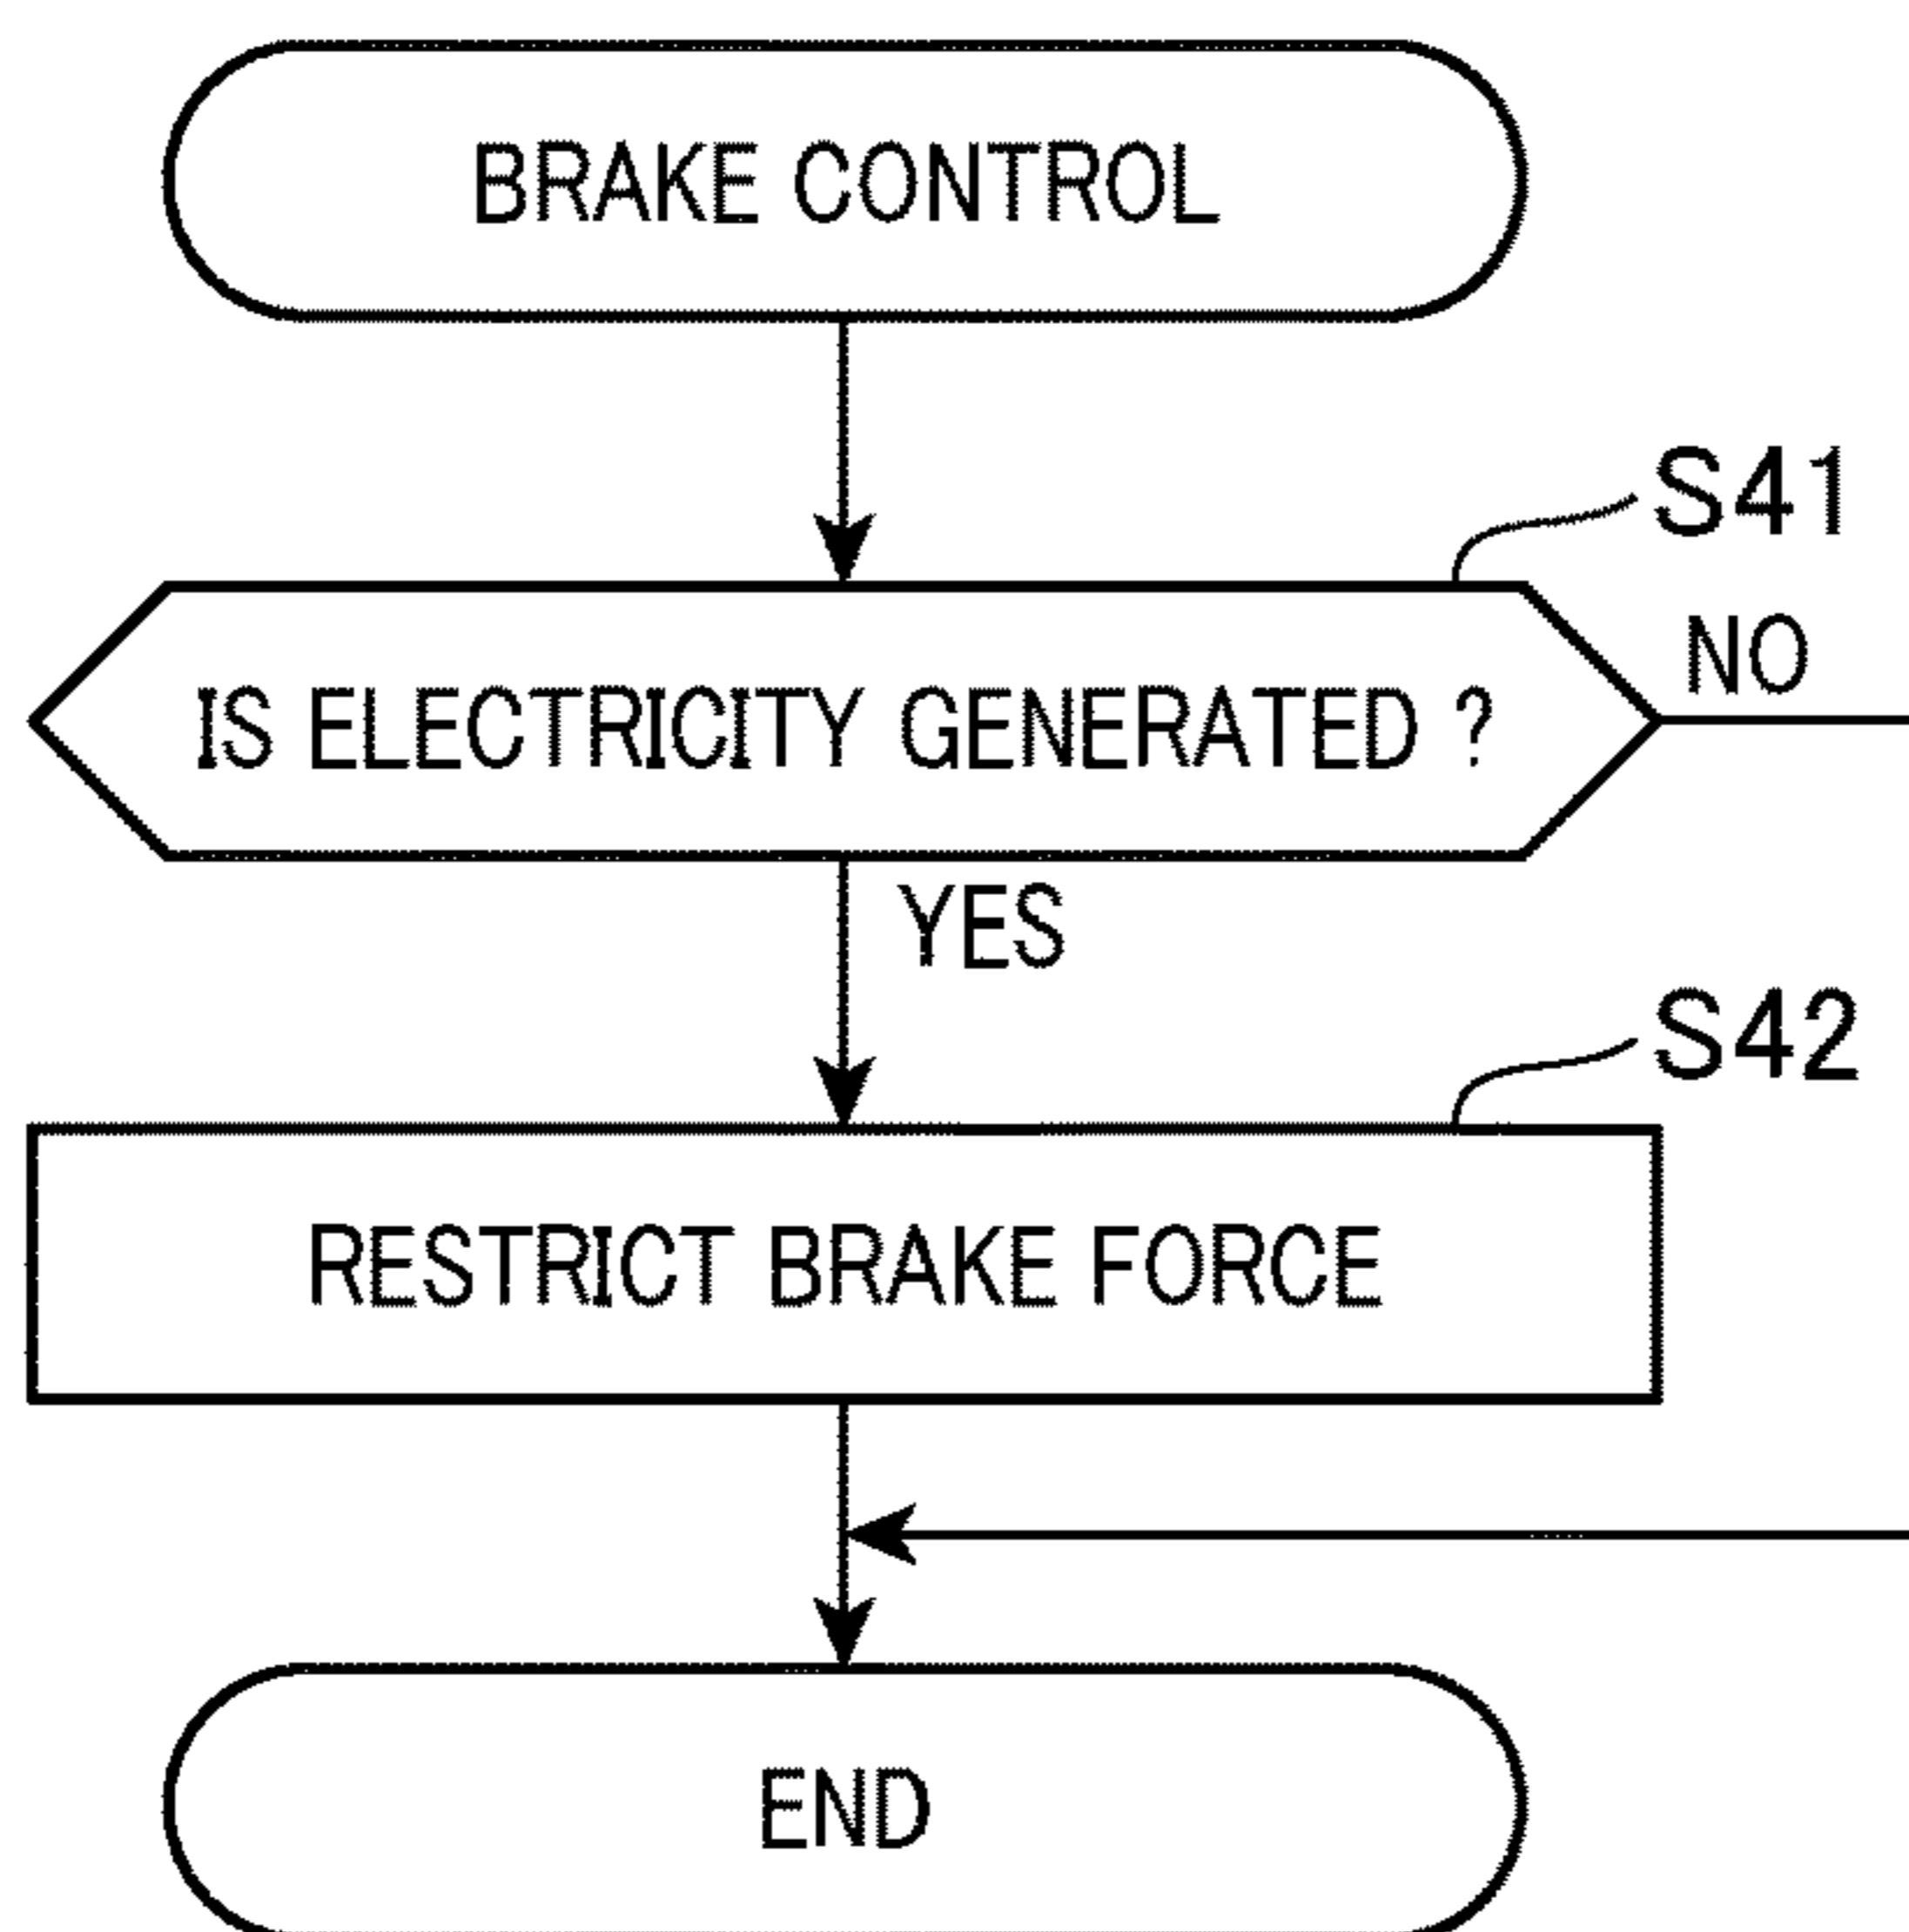 BRAKE CONTROL
S41
IS ELECTRICITY GENERATED ?
NO
YES
S42
RESTRICT BRAKE FORCE
END